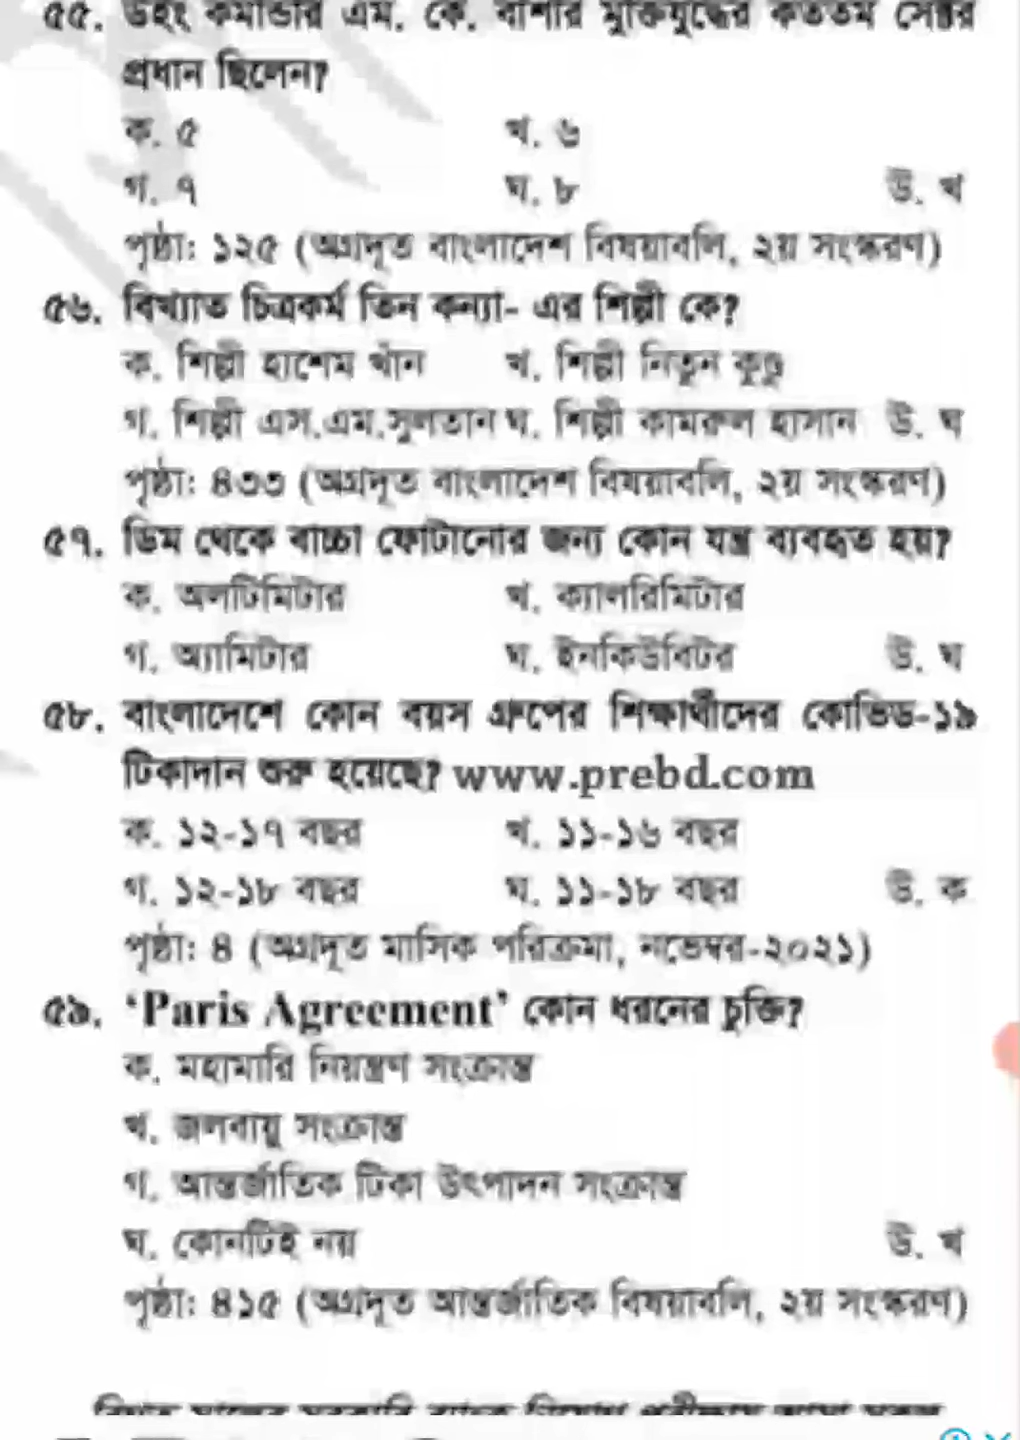 ৫৫. উইং কমান্ডার এম. কে. বাশার মুক্তিযুদ্ধের কততম সেক্টর
প্রধান ছিলেন?
ক. ৫ খ. ৬
গ. ৭ ঘ. ৮ উ. খ
পৃষ্ঠা: ১২৫ (অগ্রদূত বাংলাদেশ বিষয়াবলি, ২য় সংস্করণ)
৫৬. বিখ্যাত চিত্রকর্ম তিন কন্যা- এর শিল্পী কে?
ক. শিল্পী হাশেম খাঁন খ. শিল্পী নিতুন কুন্ডু
গ. শিল্পী এস.এম.সুলতান ঘ. শিল্পী কামরুল হাসান উ. ঘ
পৃষ্ঠা: ৪৩৩ (অগ্রদূত বাংলাদেশ বিষয়াবলি, ২য় সংস্করণ)
৫৭. ডিম থেকে বাচ্চা ফোটানোর জন্য কোন যন্ত্র ব্যবহৃত হয়?
ক. অলটিমিটার খ. ক্যালরিমিটার
গ. অ্যামিটার ঘ. ইনকিউবিটর উ. ঘ
৫৮. বাংলাদেশে কোন বয়স গ্রুপের শিক্ষার্থীদের কোভিড-১৯
টিকাদান শুরু হয়েছে? www.prebd.com
ক. ১২-১৭ বছর খ. ১১-১৬ বছর
গ. ১২-১৮ বছর ঘ. ১১-১৮ বছর উ. ক
পৃষ্ঠা: ৪ (অগ্রদূত মাসিক পরিক্রমা, নভেম্বর-২০২১)
৫৯. ‘Paris Agreement’ কোন ধরনের চুক্তি?
ক. মহামারি নিয়ন্ত্রণ সংক্রান্ত
খ. জলবায়ু সংক্রান্ত
গ. আন্তর্জাতিক টিকা উৎপাদন সংক্রান্ত
ঘ. কোনটিই নয় উ. খ
পৃষ্ঠা: ৪১৫ (অগ্রদূত আন্তর্জাতিক বিষয়াবলি, ২য় সংস্করণ)